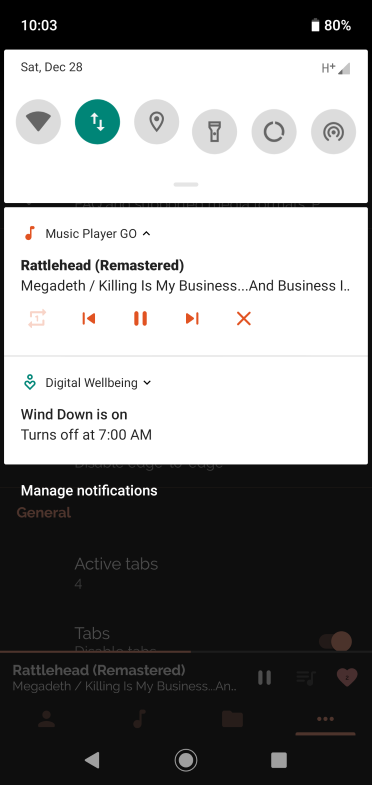 10:03
80%
Sat, Dec 28
H+
Music Player GO
Rattlehead (Remastered)
Megadeth / Killing Is My Business...And Business I..
1
Digital Wellbeing
Wind Down is on
Turns off at 7:00 AM
Disable edge-to-edge
Manage notifications
General
Active tabs
4
Tabs
Disable tabs
Rattlehead (Remastered)
Megadeth / Killing Is My Business...An..